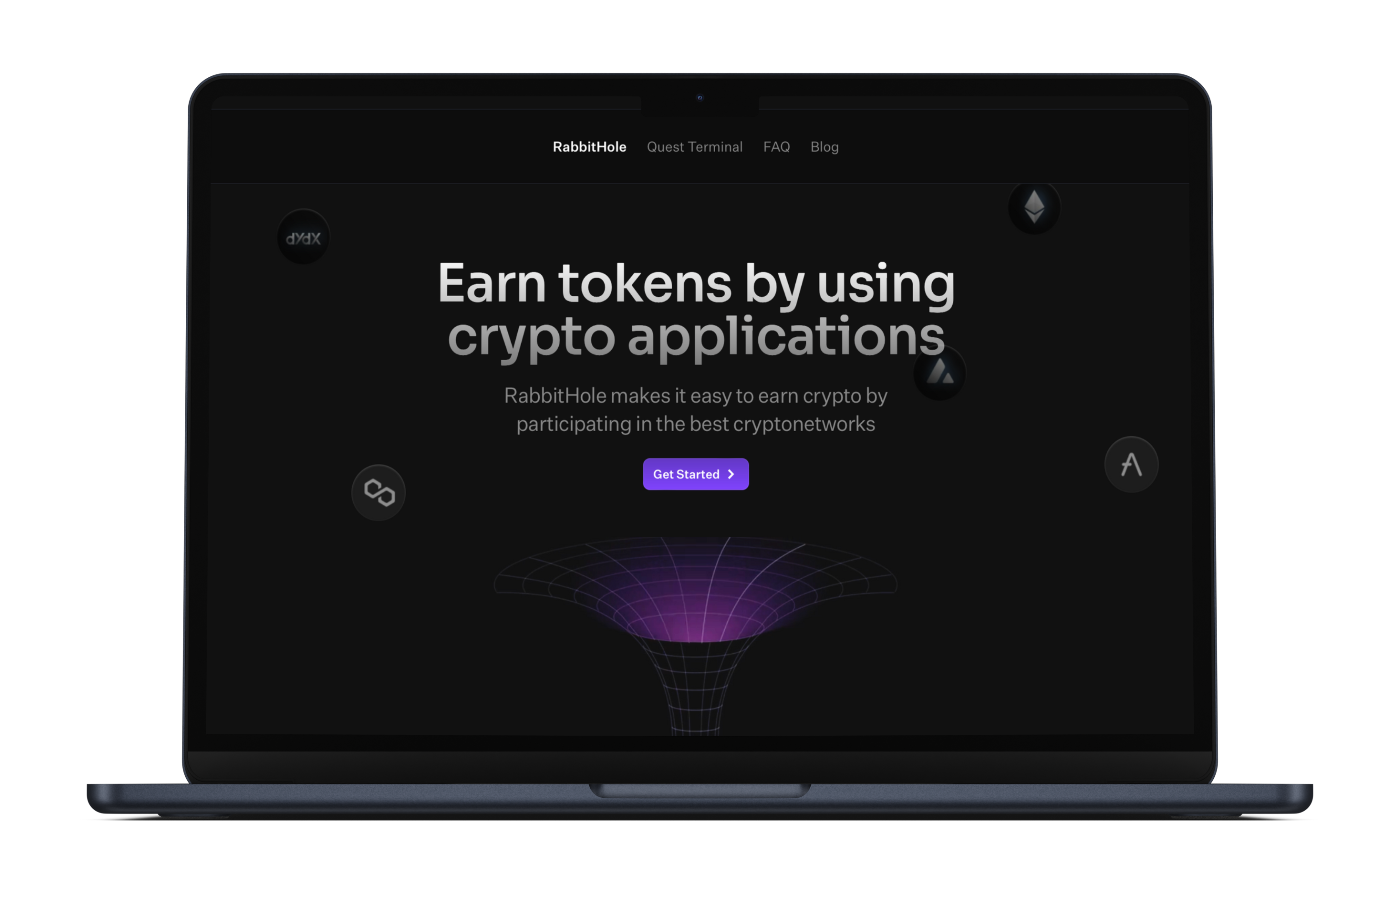 RabbitHole Quest Terminal FAQ Blog
dYdX
Earn tokens by using
crypto applications
RabbitHole makes it easy to earn crypto by
participating in the best cryptonetworks
Get Started